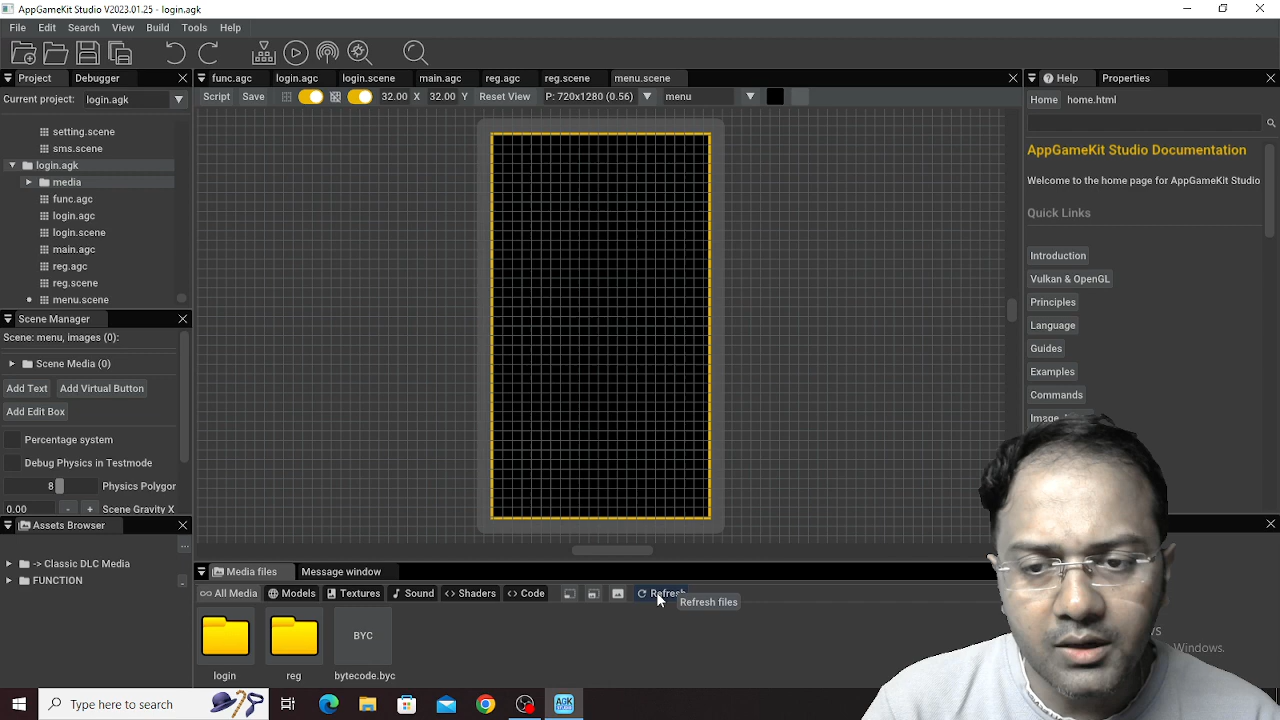 AppGameKit Studio V2023.01.25 - login.agk
File Edit Search View Build Tools Help
Project Debugger
func.agc login.agc login.scene main.agc reg.agc reg.scene menu.scene
Help Properties
Current project: login.agk
Script Save 32.00 X 32.00 Y Reset View P: 720x1280 (0.56) menu
Home home.html
setting.scene
sms.scene
login.agk
media
func.agc
login.agc
login.scene
main.agc
reg.agc
reg.scene
menu.scene
AppGameKit Studio Documentation
Welcome to the home page for AppGameKit Studio
Quick Links
Introduction
Vulkan & OpenGL
Principles
Language
Guides
Examples
Commands
Scene Manager
Scene: menu, images (0):
Scene Media (0)
Add Text Add Virtual Button
Add Edit Box
Percentage system
Debug Physics in Testmode
8 Physics Polygor
0.00 - + Scene Gravity X
Assets Browser
...
-> Classic DLC Media
FUNCTION
Media files Message window
All Media Models Textures Sound Shaders Code Refresh
Refresh files
BYC
login reg bytecode.byc
Windows.
Type here to search
AGK
STUDIO